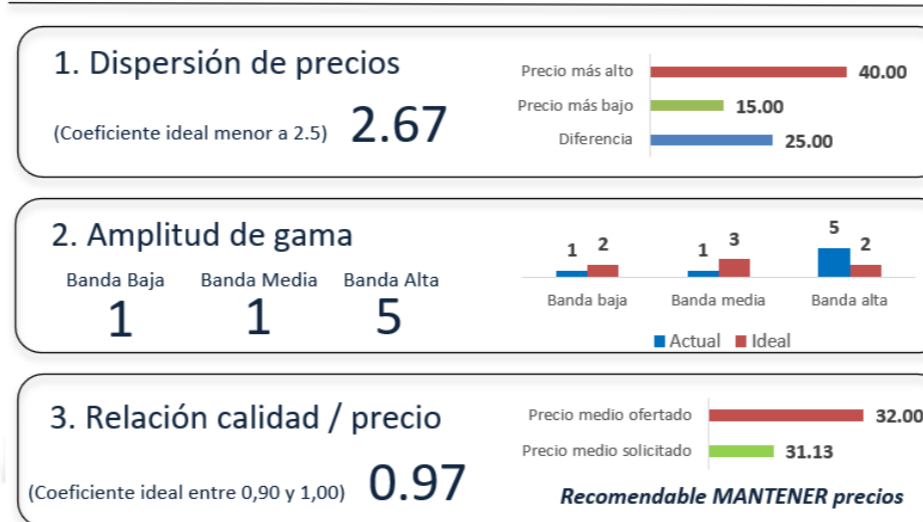 1. Dispersión de precios
(Coeficiente ideal menor a 2.5) 2.67
Precio más alto 40.00
Precio más bajo 15.00
Diferencia 25.00
2. Amplitud de gama
Banda Baja Banda Media Banda Alta
1 1 5
1 2 1 3 5 2
Banda baja Banda media Banda alta
Actual Ideal
3. Relación calidad / precio
(Coeficiente ideal entre 0,90 y 1,00) 0.97
Precio medio ofertado 32.00
Precio medio solicitado 31.13
Recomendable MANTENER precios